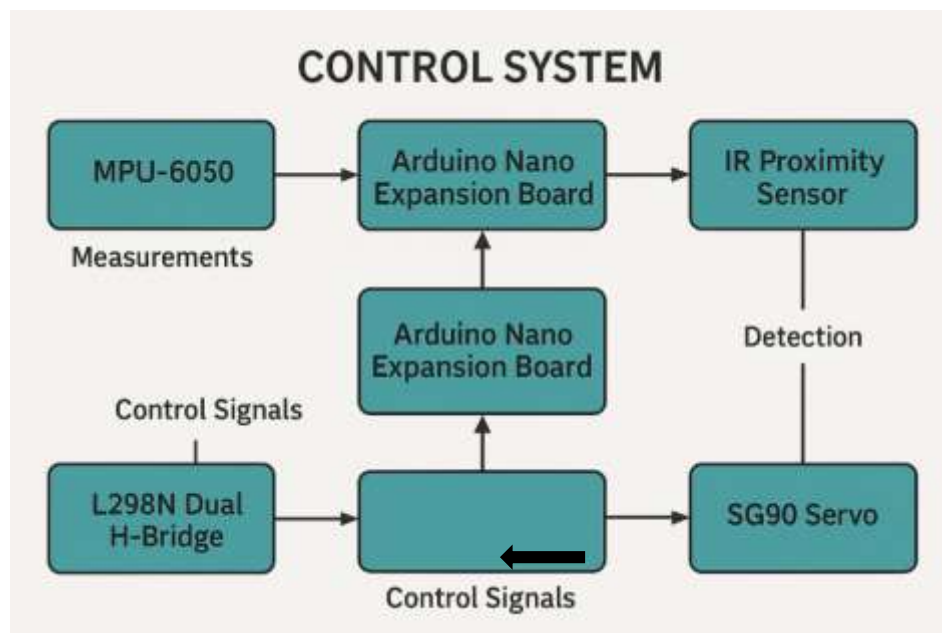 CONTROL SYSTEM
MPU-6050
Arduino Nano
Expansion Board
IR Proximity
Sensor
Measurements
Arduino Nano
Expansion Board
Detection
Control Signals
L298N Dual
H-Bridge
SG90 Servo
Control Signals